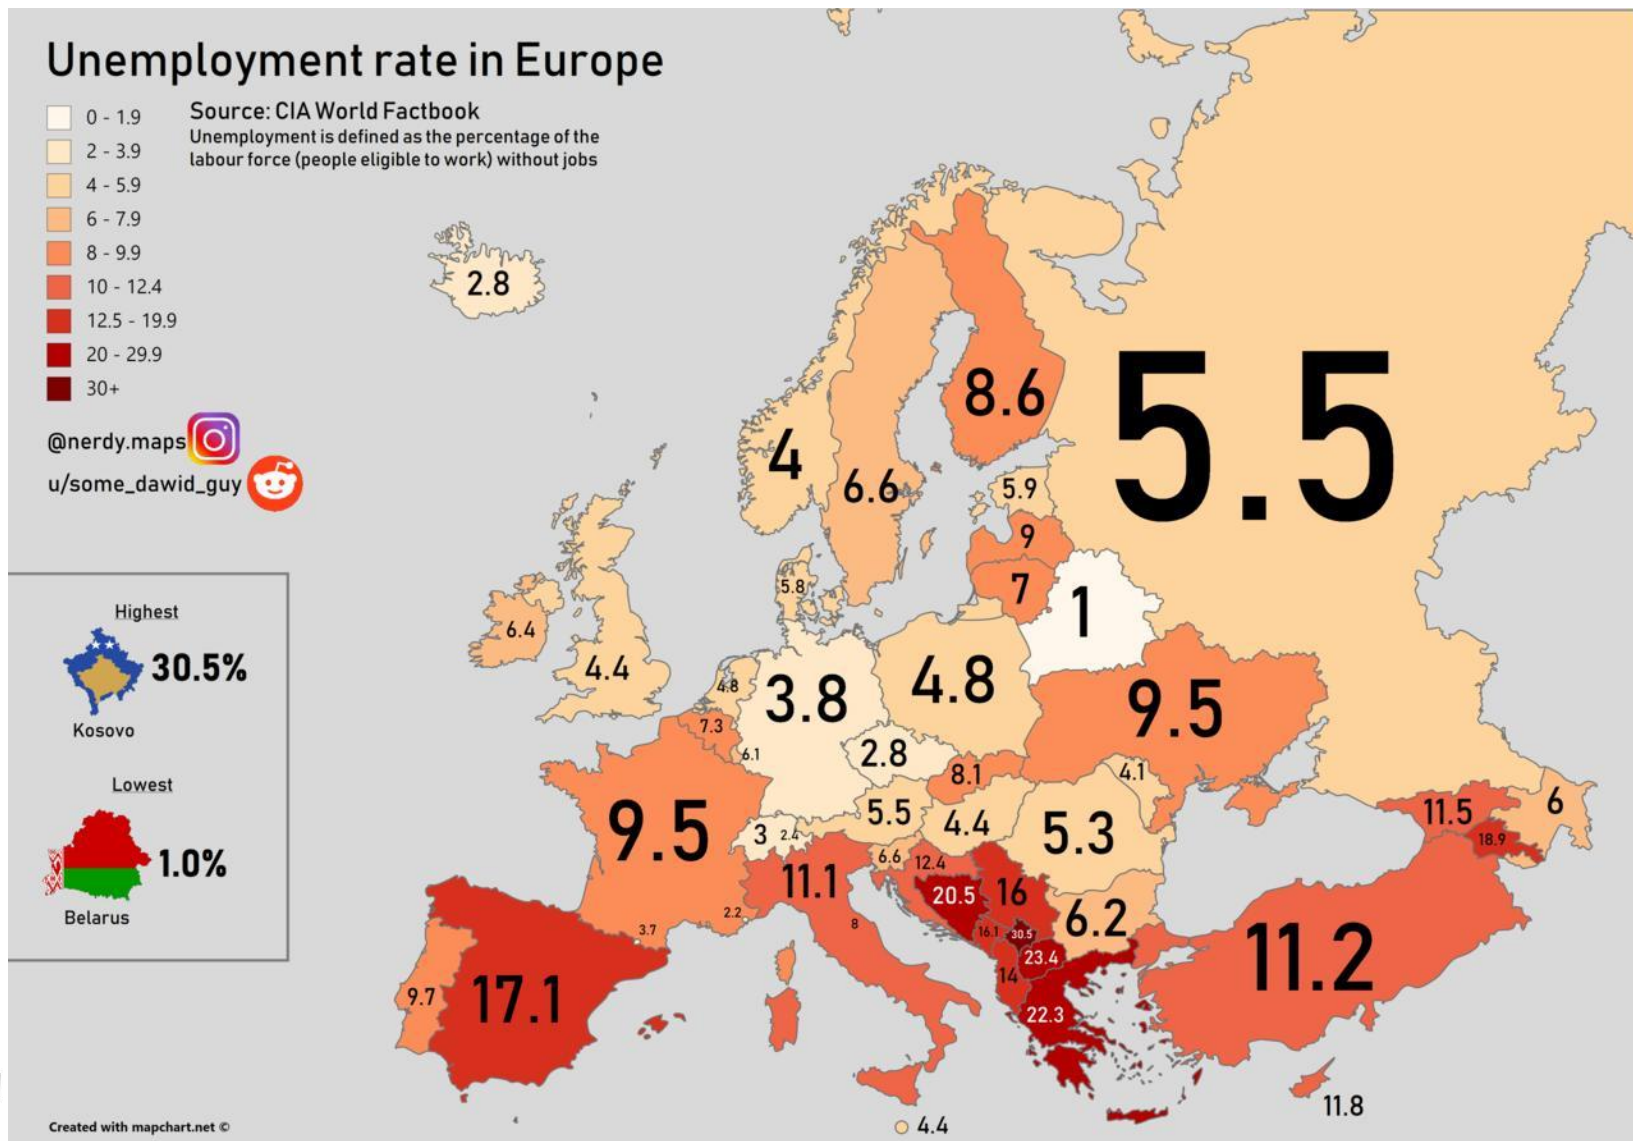 Unemployment rate in Europe
0 - 1.9
2 - 3.9
4 - 5.9
6 - 7.9
8 - 9.9
10 - 12.4
12.5 - 19.9
20 - 29.9
30+
Source: CIA World Factbook
Unemployment is defined as the percentage of the
labour force (people eligible to work) without jobs
@nerdy.maps
u/some_dawid_guy
Highest
30.5%
Kosovo
Lowest
1.0%
Belarus
2.8
5.5
8.6
4
6.6
5.9
9
7
1
5.8
6.4
4.4
4.8
3.8
4.8
9.5
7.3
6.1
2.8
8.1
4.1
9.5
5.5
4.4
5.3
3
2.4
11.5
6
18.9
11.1
6.6
12.4
20.5
16
6.2
2.2
8
3.7
16.1
30.5
23.4
11.2
14
9.7
17.1
22.3
11.8
4.4
Created with mapchart.net ©